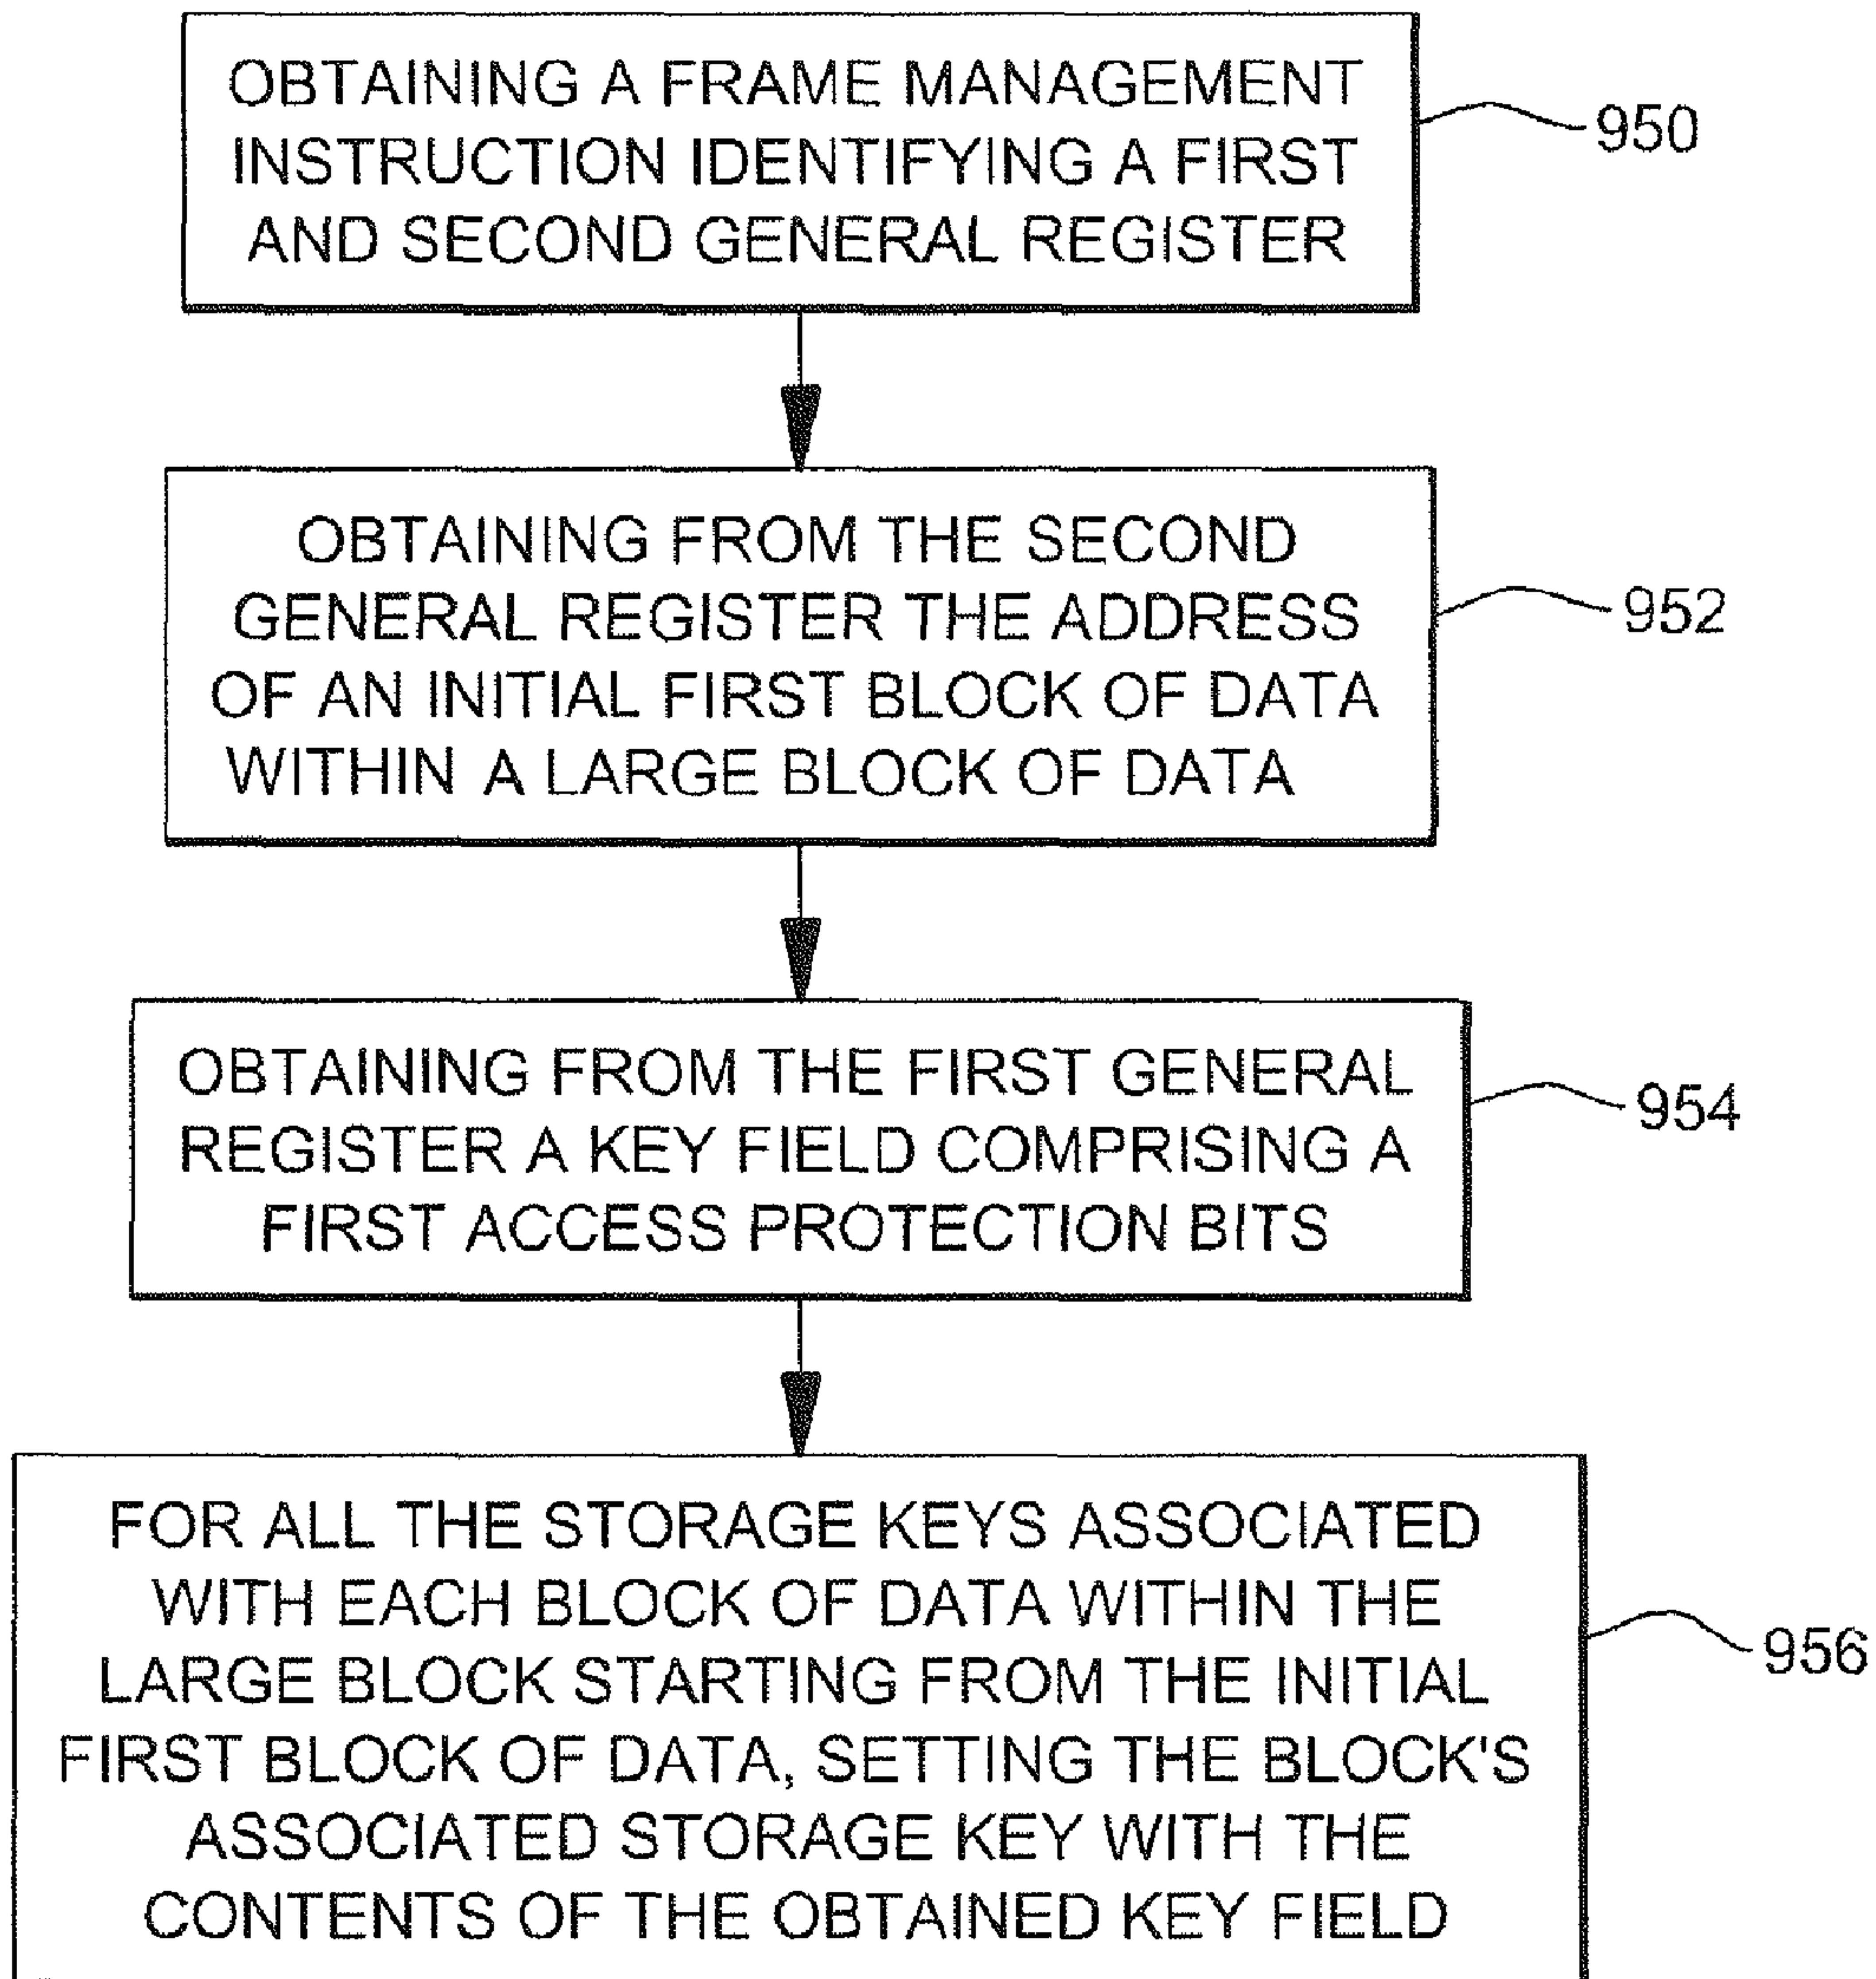 OBTAINING A FRAME MANAGEMENT
INSTRUCTION IDENTIFYING A FIRST
AND SECOND GENERAL REGISTER
950
OBTAINING FROM THE SECOND
GENERAL REGISTER THE ADDRESS
OF AN INITIAL FIRST BLOCK OF DATA
WITHIN A LARGE BLOCK OF DATA
952
OBTAINING FROM THE FIRST GENERAL
REGISTER A KEY FIELD COMPRISING A
FIRST ACCESS PROTECTION BITS
954
FOR ALL THE STORAGE KEYS ASSOCIATED
WITH EACH BLOCK OF DATA WITHIN THE
LARGE BLOCK STARTING FROM THE INITIAL
FIRST BLOCK OF DATA, SETTING THE BLOCK'S
ASSOCIATED STORAGE KEY WITH THE
CONTENTS OF THE OBTAINED KEY FIELD
956